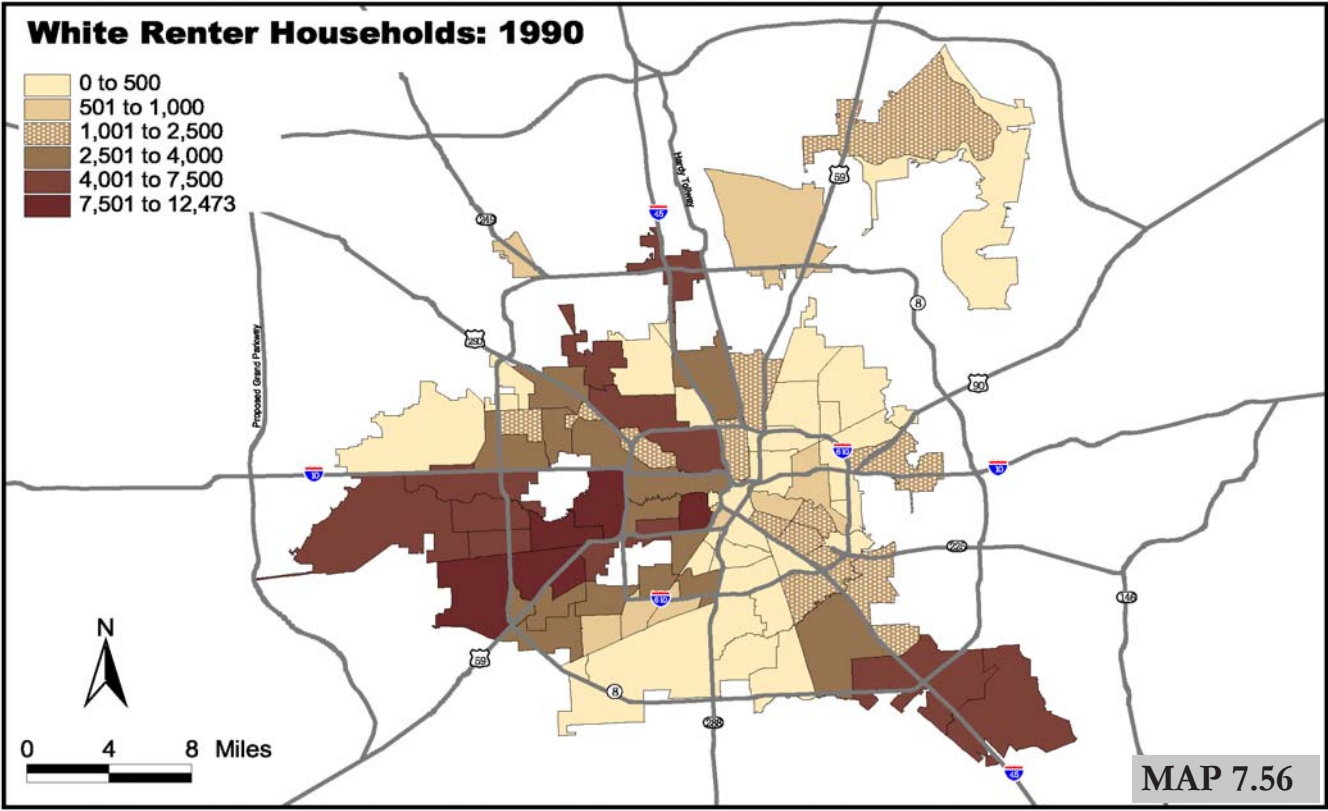 White Renter Households: 1990
0 to 500
501 to 1,000
1,001 to 2,500
2,501 to 4,000
4,001 to 7,500
7,501 to 12,473
Hardy Tollway
59
249
45
8
290
Proposed Grand Parkway
90
610
10
10
225
146
610
N
59
8
288
0 4 8 Miles
45
MAP 7.56